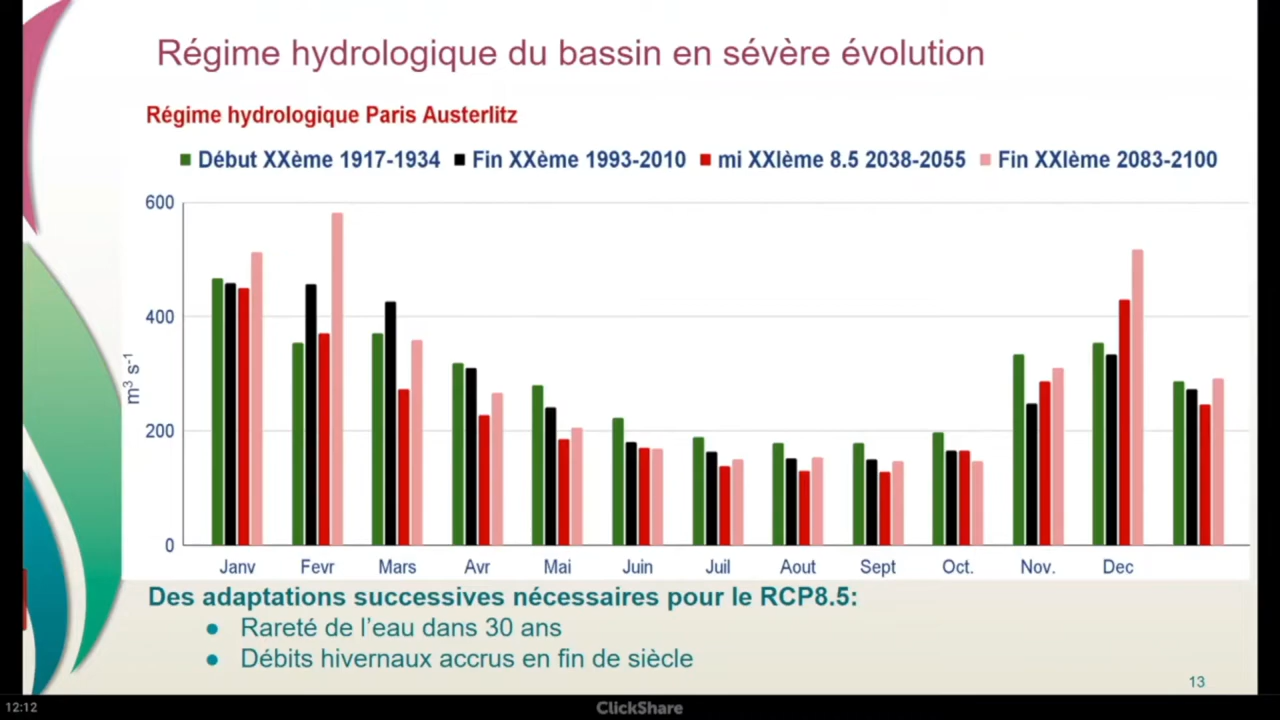 Régime hydrologique du bassin en sévère évolution
Régime hydrologique Paris Austerlitz
Début XXème 1917-1934 Fin XXème 1993-2010 mi XXIème 8.5 2038-2055 Fin XXIème 2083-2100
600
400
200
0
m³ s⁻¹
Janv Fevr Mars Avr Mai Juin Juil Aout Sept Oct. Nov. Dec
Des adaptations successives nécessaires pour le RCP8.5:
● Rareté de l'eau dans 30 ans
● Débits hivernaux accrus en fin de siècle
13
12:12
ClickShare